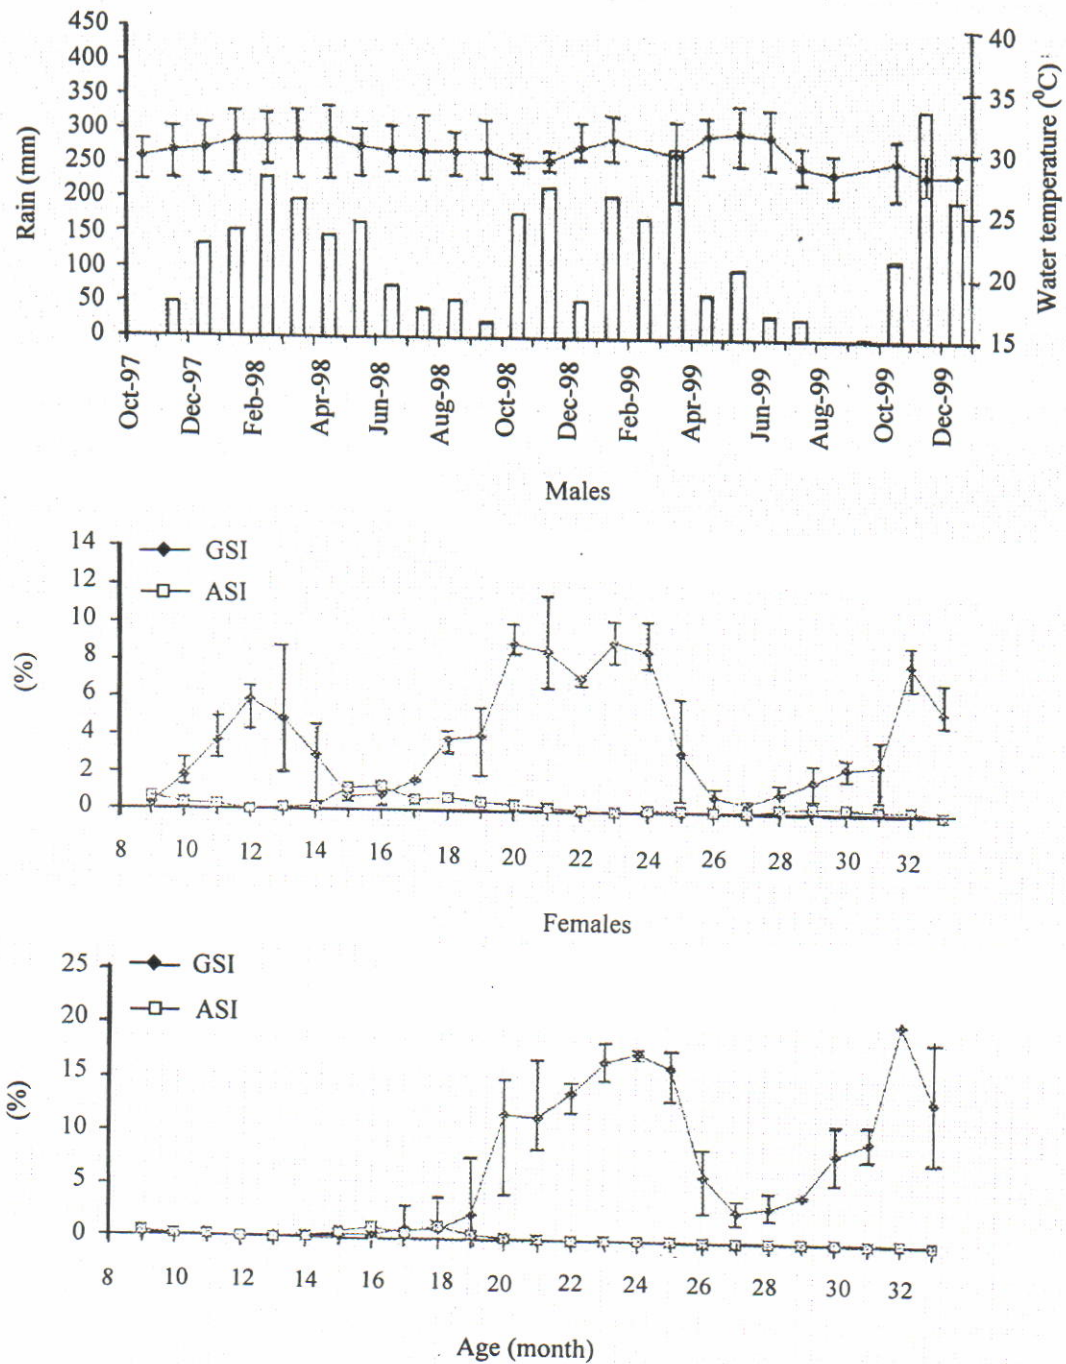 450
400
350
300
250
200
150
100
50
0
Rain (mm)
40
35
30
25
20
15
Water temperature (⁰C)
Oct-97
Dec-97
Feb-98
Apr-98
Jun-98
Aug-98
Oct-98
Dec-98
Feb-99
Apr-99
Jun-99
Aug-99
Oct-99
Dec-99
Males
14
12
10
8
6
4
2
0
(%)
GSI
ASI
8 10 12 14 16 18 20 22 24 26 28 30 32
Females
25
20
15
10
5
0
(%)
GSI
ASI
8 10 12 14 16 18 20 22 24 26 28 30 32
Age (month)